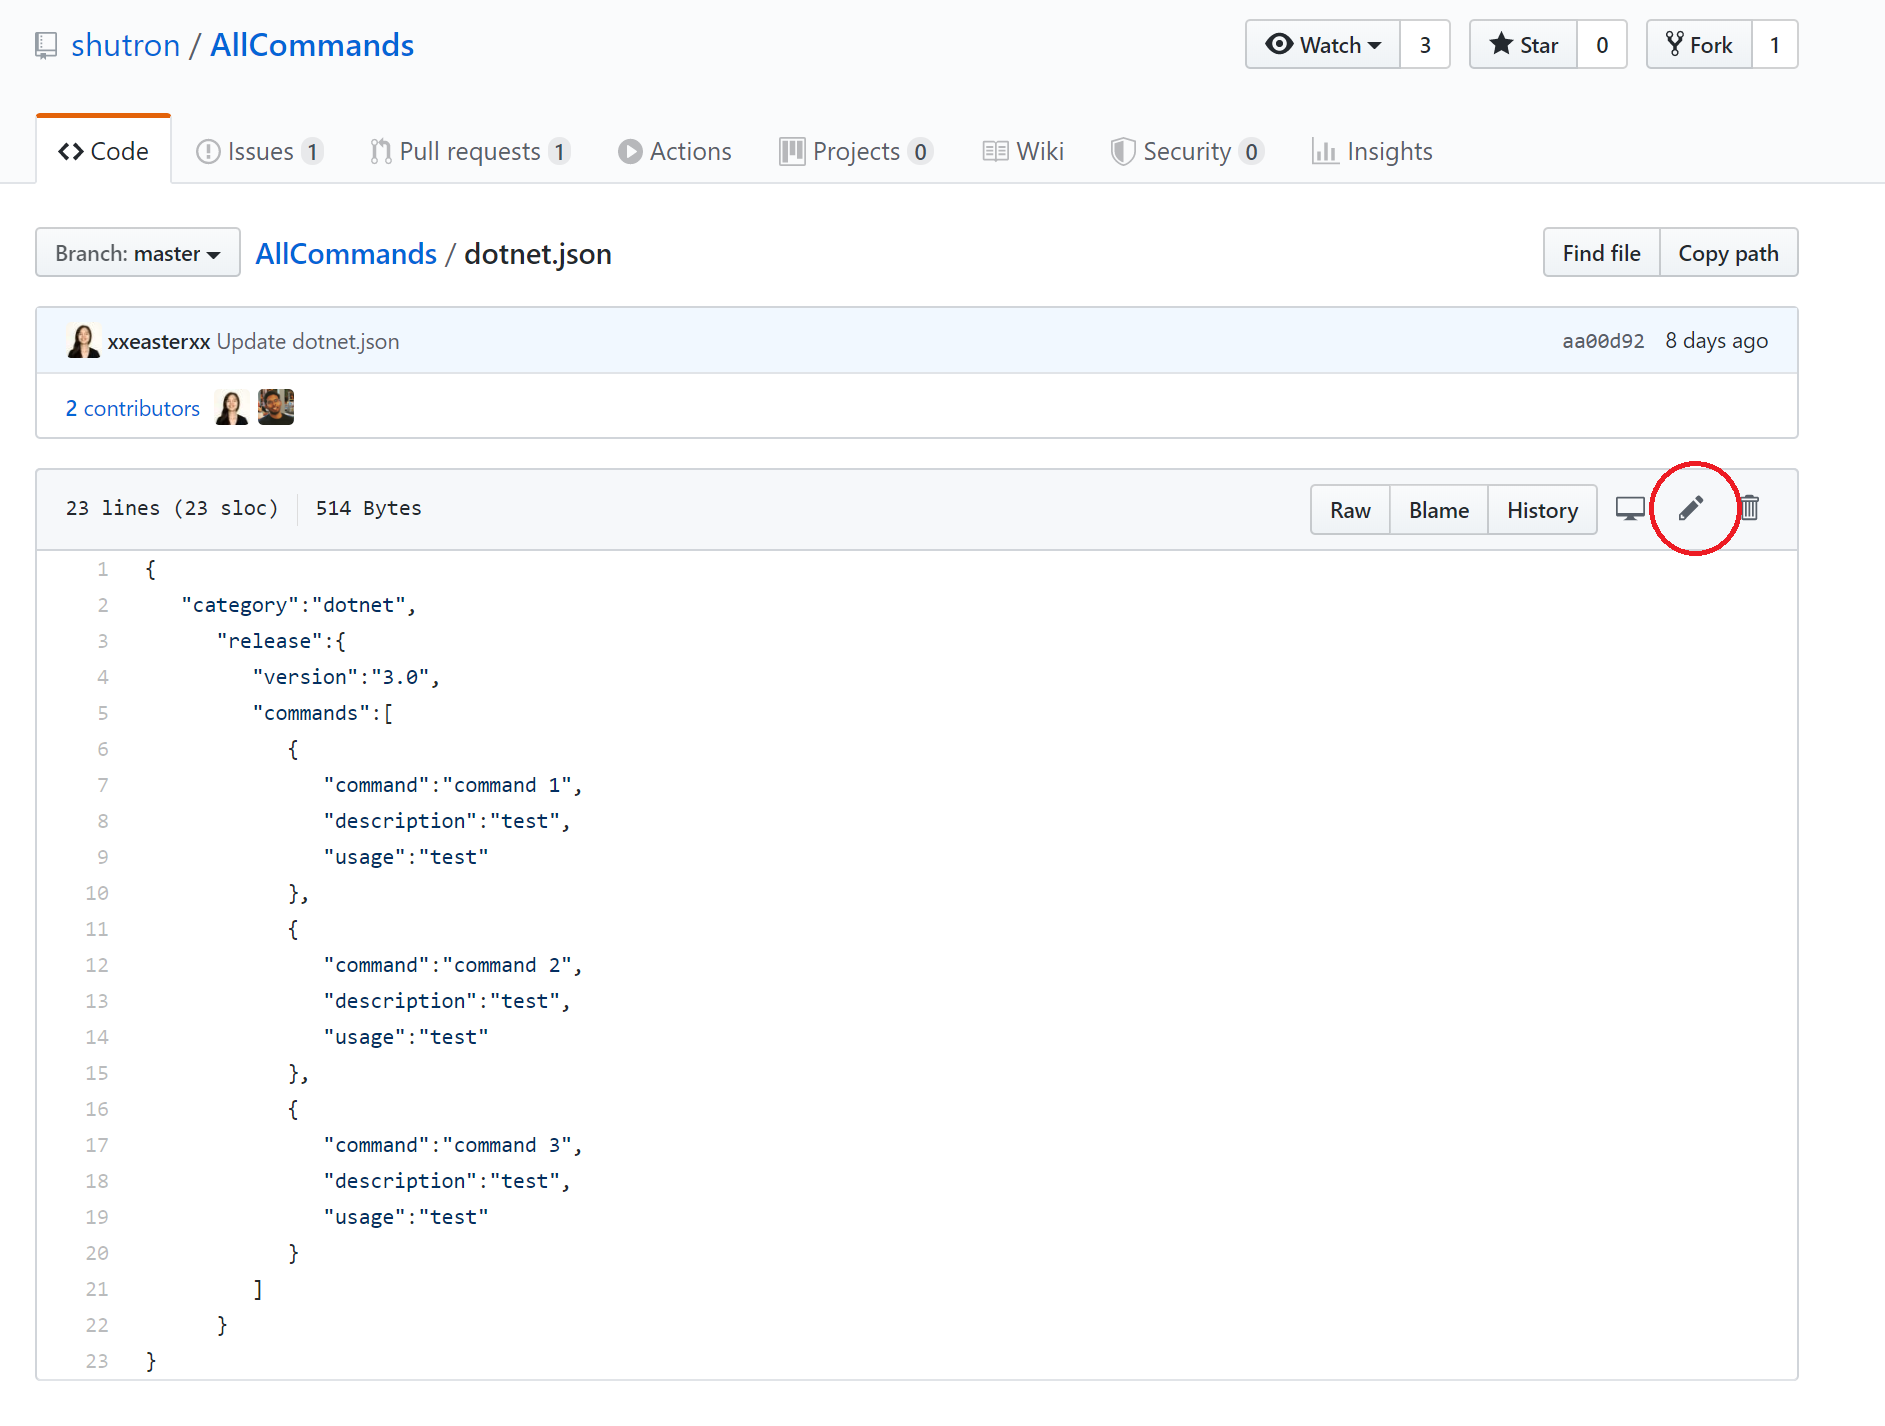 shutron / AllCommands
Watch 3 Star 0 Fork 1
Code Issues 1 Pull requests 1 Actions Projects 0 Wiki Security 0 Insights
Branch: master AllCommands / dotnet.json Find file Copy path
xxeasterxx Update dotnet.json aa00d92 8 days ago
2 contributors
23 lines (23 sloc) 514 Bytes Raw Blame History
1 {
2 "category":"dotnet",
3 "release":{
4 "version":"3.0",
5 "commands":[
6 {
7 "command":"command 1",
8 "description":"test",
9 "usage":"test"
10 },
11 {
12 "command":"command 2",
13 "description":"test",
14 "usage":"test"
15 },
16 {
17 "command":"command 3",
18 "description":"test",
19 "usage":"test"
20 }
21 ]
22 }
23 }